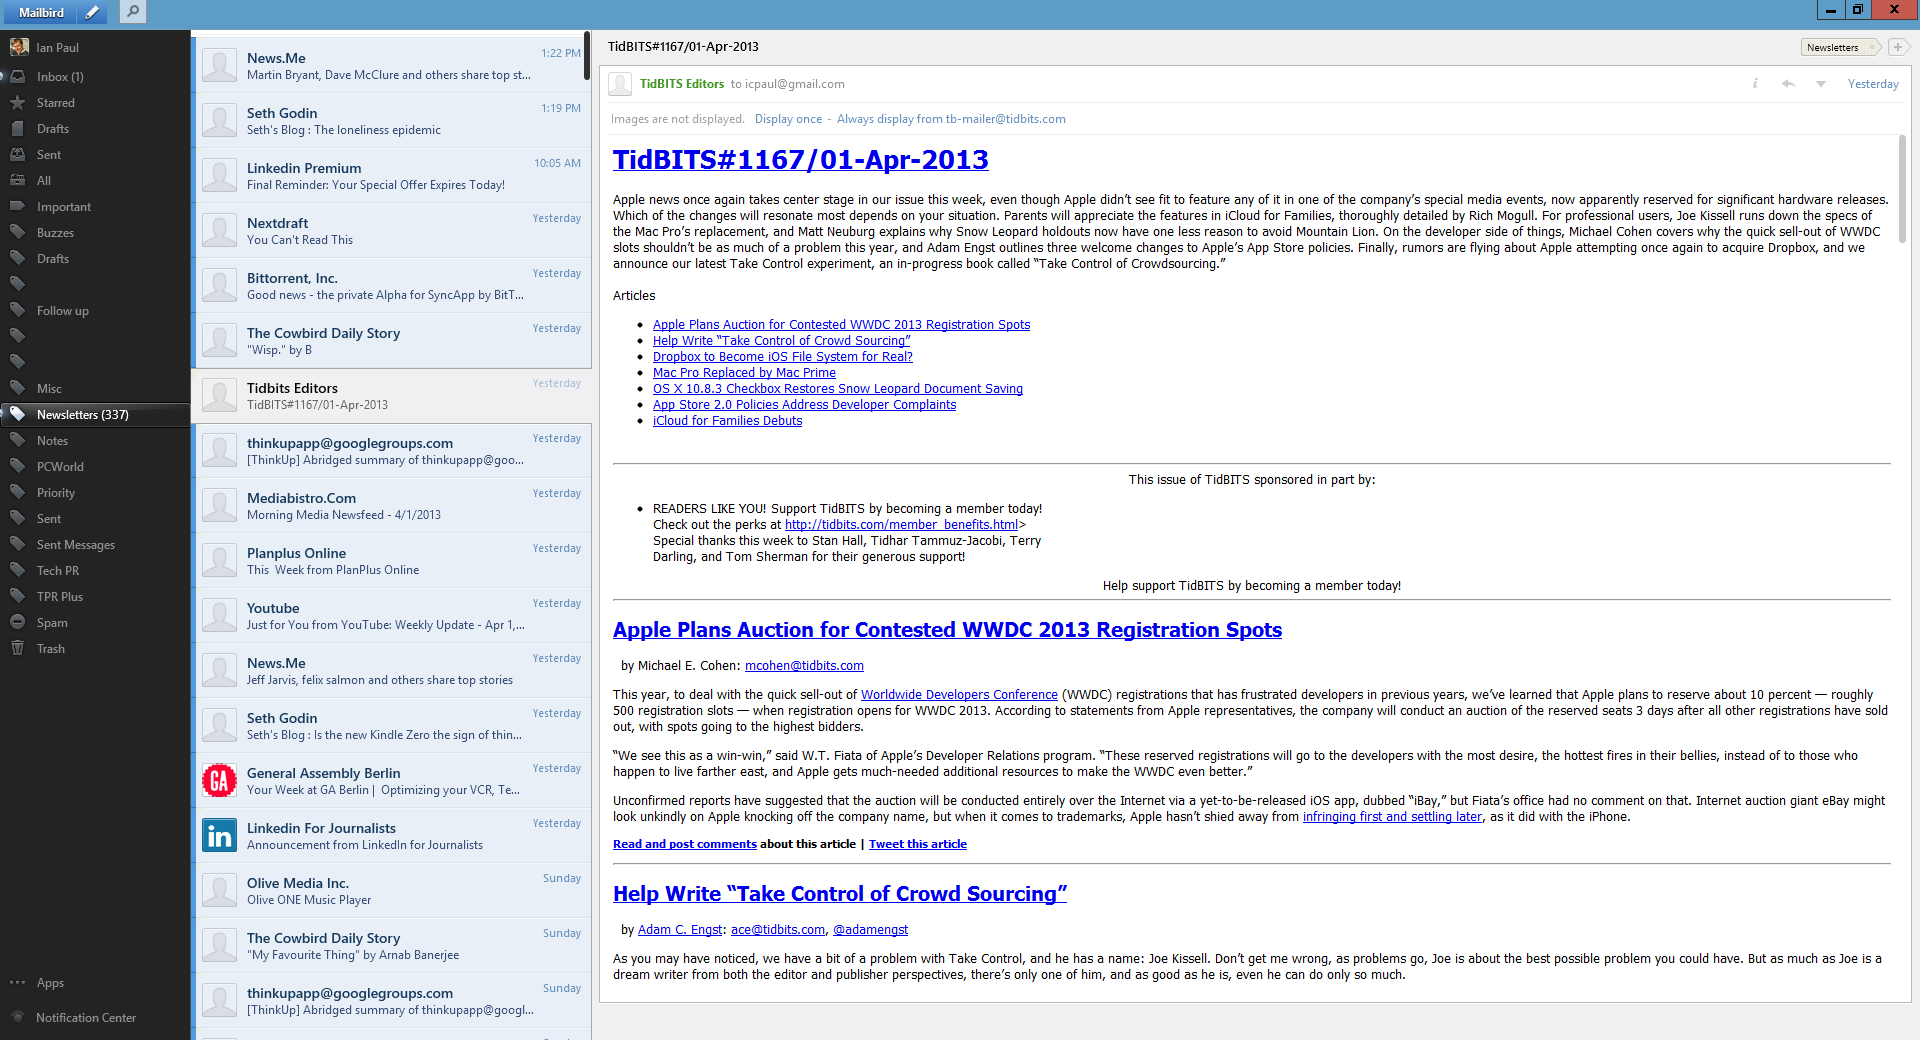 Mailbird
Ian Paul
Inbox (1)
Starred
Drafts
Sent
All
Important
Buzzes
Drafts
Follow up
Misc
Newsletters (337)
Notes
PCWorld
Priority
Sent
Sent Messages
Tech PR
TPR Plus
Spam
Trash
Apps
Notification Center
News.Me 1:22 PM
Martin Bryant, Dave McClure and others share top st...
Seth Godin 1:19 PM
Seth's Blog : The loneliness epidemic
Linkedin Premium 10:05 AM
Final Reminder: Your Special Offer Expires Today!
Nextdraft Yesterday
You Can't Read This
Bittorrent, Inc. Yesterday
Good news - the private Alpha for SyncApp by BitT...
The Cowbird Daily Story Yesterday
"Wisp." by B
Tidbits Editors Yesterday
TidBITS#1167/01-Apr-2013
thinkupapp@googlegroups.com Yesterday
[ThinkUp] Abridged summary of thinkupapp@goo...
Mediabistro.Com Yesterday
Morning Media Newsfeed - 4/1/2013
Planplus Online Yesterday
This Week from PlanPlus Online
Youtube Yesterday
Just for You from YouTube: Weekly Update - Apr 1,...
News.Me Yesterday
Jeff Jarvis, felix salmon and others share top stories
Seth Godin Yesterday
Seth's Blog : Is the new Kindle Zero the sign of thin...
GA
General Assembly Berlin Yesterday
Your Week at GA Berlin | Optimizing your VCR, Te...
in
Linkedin For Journalists Yesterday
Announcement from LinkedIn for Journalists
Olive Media Inc. Sunday
Olive ONE Music Player
The Cowbird Daily Story Sunday
"My Favourite Thing" by Arnab Banerjee
thinkupapp@googlegroups.com Sunday
[ThinkUp] Abridged summary of thinkupapp@googl...
TidBITS#1167/01-Apr-2013
Newsletters
TidBITS Editors to icpaul@gmail.com
i
Yesterday
Images are not displayed. Display once - Always display from tb-mailer@tidbits.com
TidBITS#1167/01-Apr-2013
Apple news once again takes center stage in our issue this week, even though Apple didn’t see fit to feature any of it in one of the company’s special media events, now apparently reserved for significant hardware releases.
Which of the changes will resonate most depends on your situation. Parents will appreciate the features in iCloud for Families, thoroughly detailed by Rich Mogull. For professional users, Joe Kissell runs down the specs of
the Mac Pro’s replacement, and Matt Neuburg explains why Snow Leopard holdouts now have one less reason to avoid Mountain Lion. On the developer side of things, Michael Cohen covers why the quick sell-out of WWDC
slots shouldn’t be as much of a problem this year, and Adam Engst outlines three welcome changes to Apple’s App Store policies. Finally, rumors are flying about Apple attempting once again to acquire Dropbox, and we
announce our latest Take Control experiment, an in-progress book called “Take Control of Crowdsourcing.”
Articles
• Apple Plans Auction for Contested WWDC 2013 Registration Spots
• Help Write “Take Control of Crowd Sourcing”
• Dropbox to Become iOS File System for Real?
• Mac Pro Replaced by Mac Prime
• OS X 10.8.3 Checkbox Restores Snow Leopard Document Saving
• App Store 2.0 Policies Address Developer Complaints
• iCloud for Families Debuts
This issue of TidBITS sponsored in part by:
• READERS LIKE YOU! Support TidBITS by becoming a member today!
Check out the perks at http://tidbits.com/member_benefits.html>
Special thanks this week to Stan Hall, Tidhar Tammuz-Jacobi, Terry
Darling, and Tom Sherman for their generous support!
Help support TidBITS by becoming a member today!
Apple Plans Auction for Contested WWDC 2013 Registration Spots
by Michael E. Cohen: mcohen@tidbits.com
This year, to deal with the quick sell-out of Worldwide Developers Conference (WWDC) registrations that has frustrated developers in previous years, we’ve learned that Apple plans to reserve about 10 percent — roughly
500 registration slots — when registration opens for WWDC 2013. According to statements from Apple representatives, the company will conduct an auction of the reserved seats 3 days after all other registrations have sold
out, with spots going to the highest bidders.
“We see this as a win-win,” said W.T. Fiata of Apple’s Developer Relations program. “These reserved registrations will go to the developers with the most desire, the hottest fires in their bellies, instead of to those who
happen to live farther east, and Apple gets much-needed additional resources to make the WWDC even better.”
Unconfirmed reports have suggested that the auction will be conducted entirely over the Internet via a yet-to-be-released iOS app, dubbed “iBay,” but Fiata’s office had no comment on that. Internet auction giant eBay might
look unkindly on Apple knocking off the company name, but when it comes to trademarks, Apple hasn’t shied away from infringing first and settling later, as it did with the iPhone.
Read and post comments about this article | Tweet this article
Help Write “Take Control of Crowd Sourcing”
by Adam C. Engst: ace@tidbits.com, @adamengst
As you may have noticed, we have a bit of a problem with Take Control, and he has a name: Joe Kissell. Don’t get me wrong, as problems go, Joe is about the best possible problem you could have. But as much as Joe is a
dream writer from both the editor and publisher perspectives, there’s only one of him, and as good as he is, even he can do only so much.